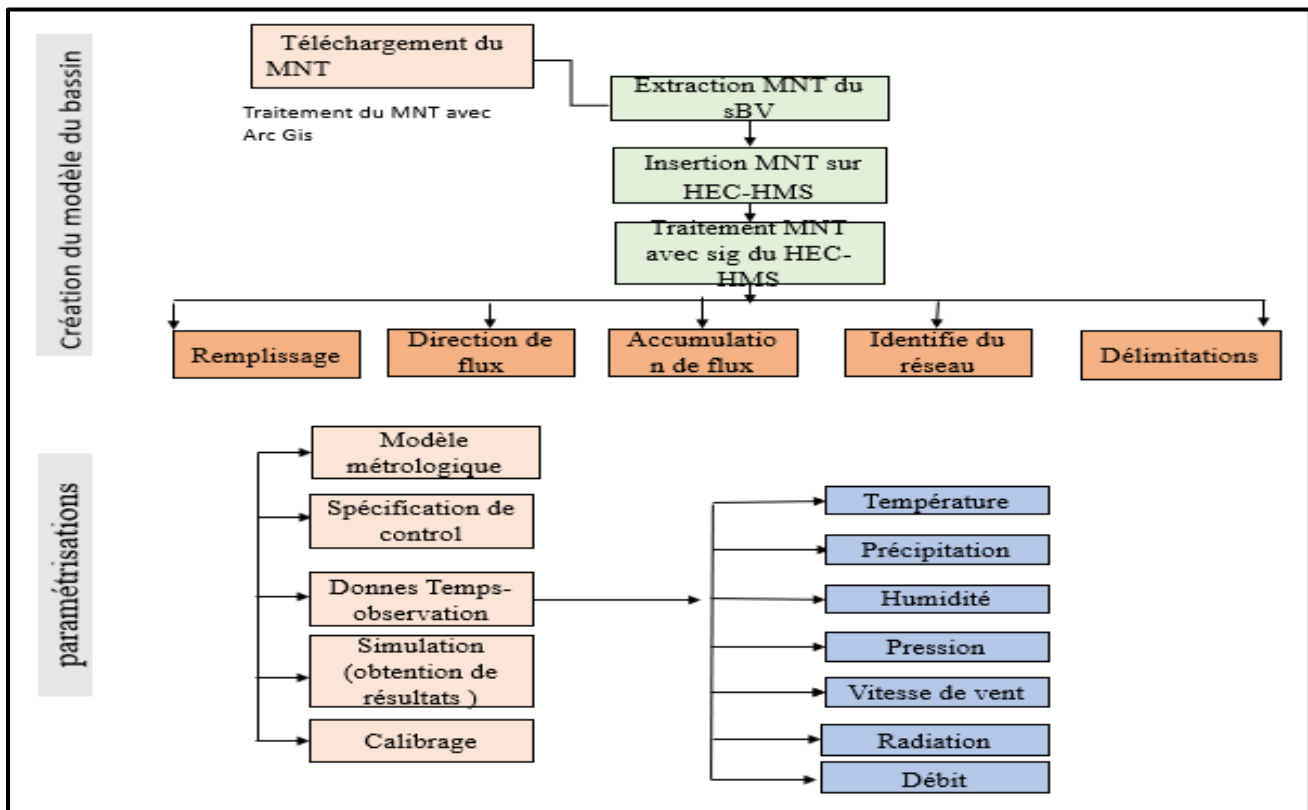 Création du modèle du bassin
Téléchargement du
MNT
Traitement du MNT avec
Arc Gis
Extraction MNT du
sBV
Insertion MNT sur
HEC-HMS
Traitement MNT
avec sig du HEC-
HMS
Remplissage
Direction de
flux
Accumulatio
n de flux
Identifie du
réseau
Délimitations
paramétrisations
Modèle
métrologique
Spécification de
control
Donnes Temps-
observation
Simulation
(obtention de
résultats )
Calibrage
Température
Précipitation
Humidité
Pression
Vitesse de vent
Radiation
Débit